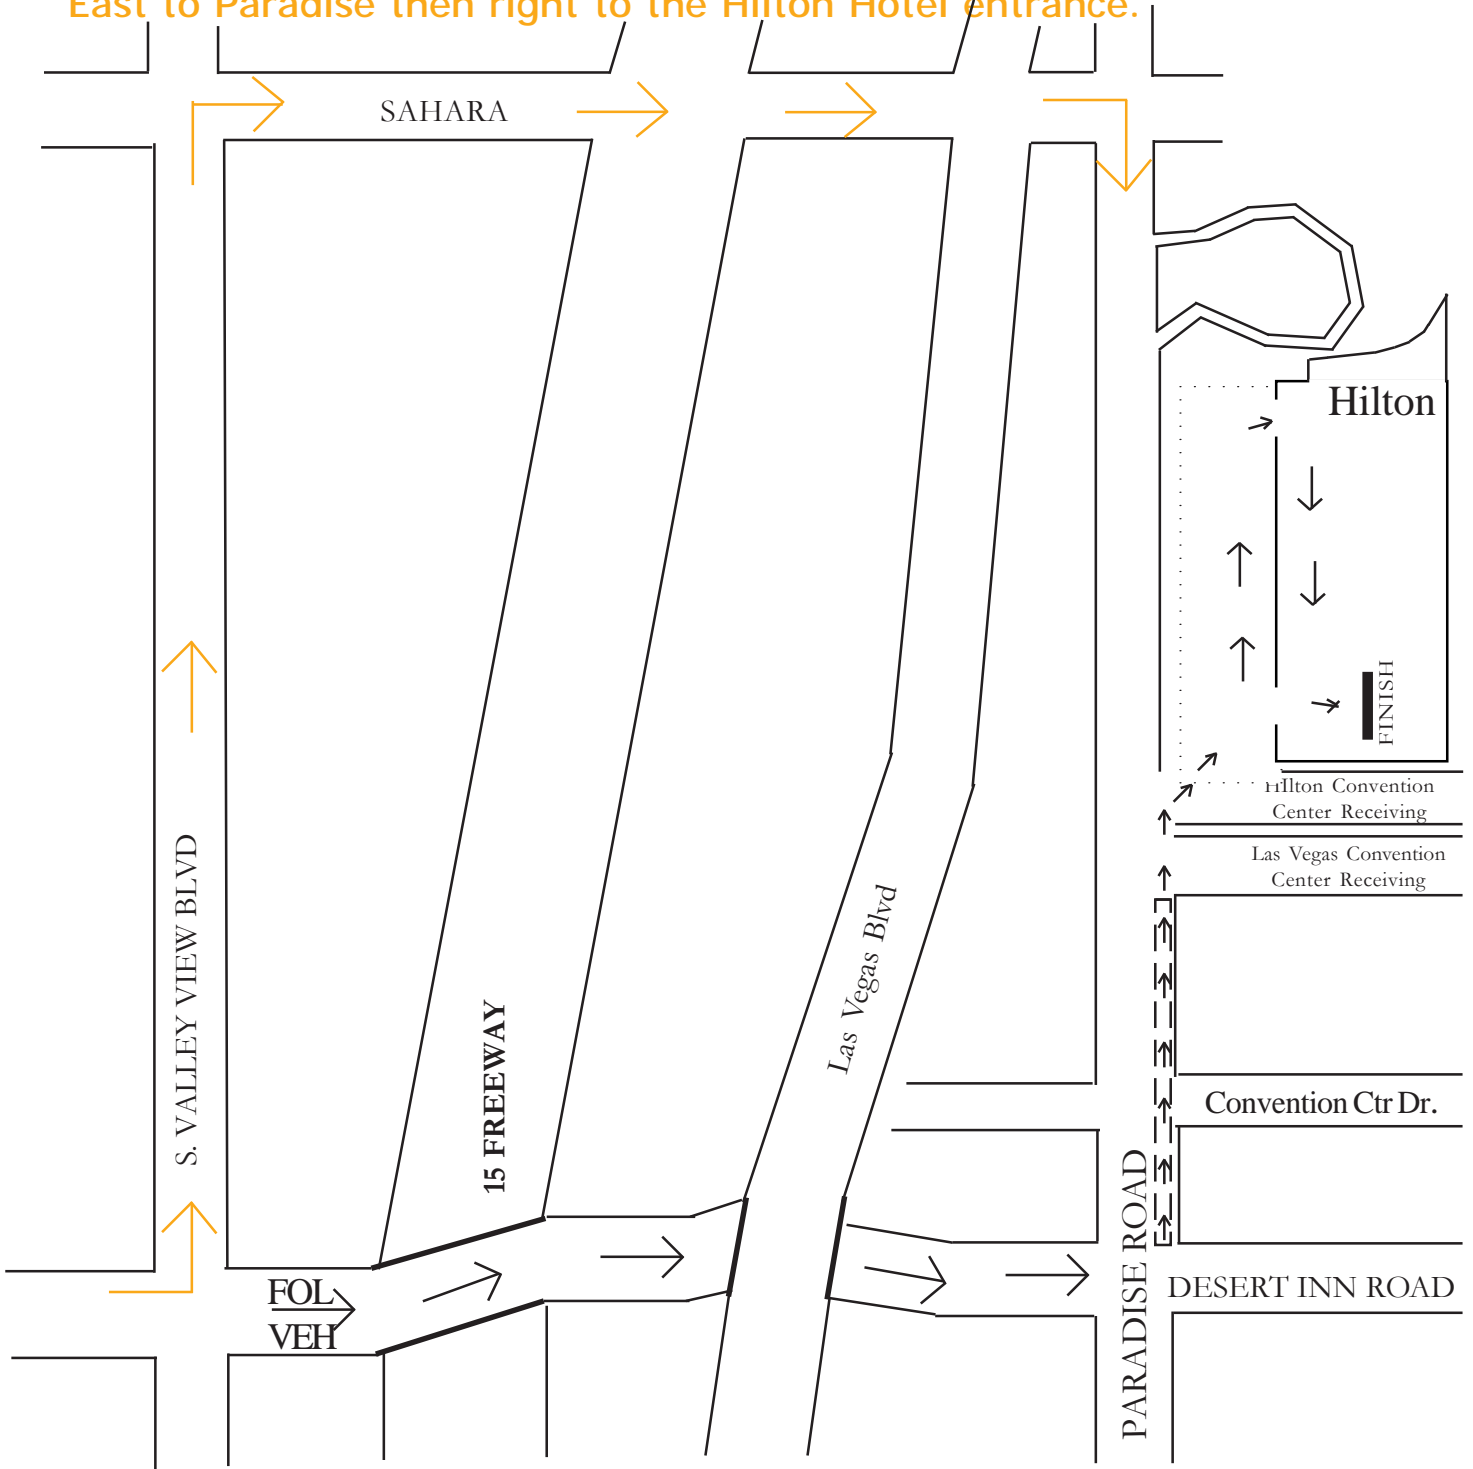 East to Paradise then right to the Hilton Hotel entrance.
SAHARA
Hilton
FINISH
HIlton Convention
Center Receiving
Las Vegas Convention
Center Receiving
S. VALLEY VIEW BLVD
Las Vegas Blvd
15 FREEWAY
Convention Ctr Dr.
PARADISE ROAD
FOL
VEH
DESERT INN ROAD